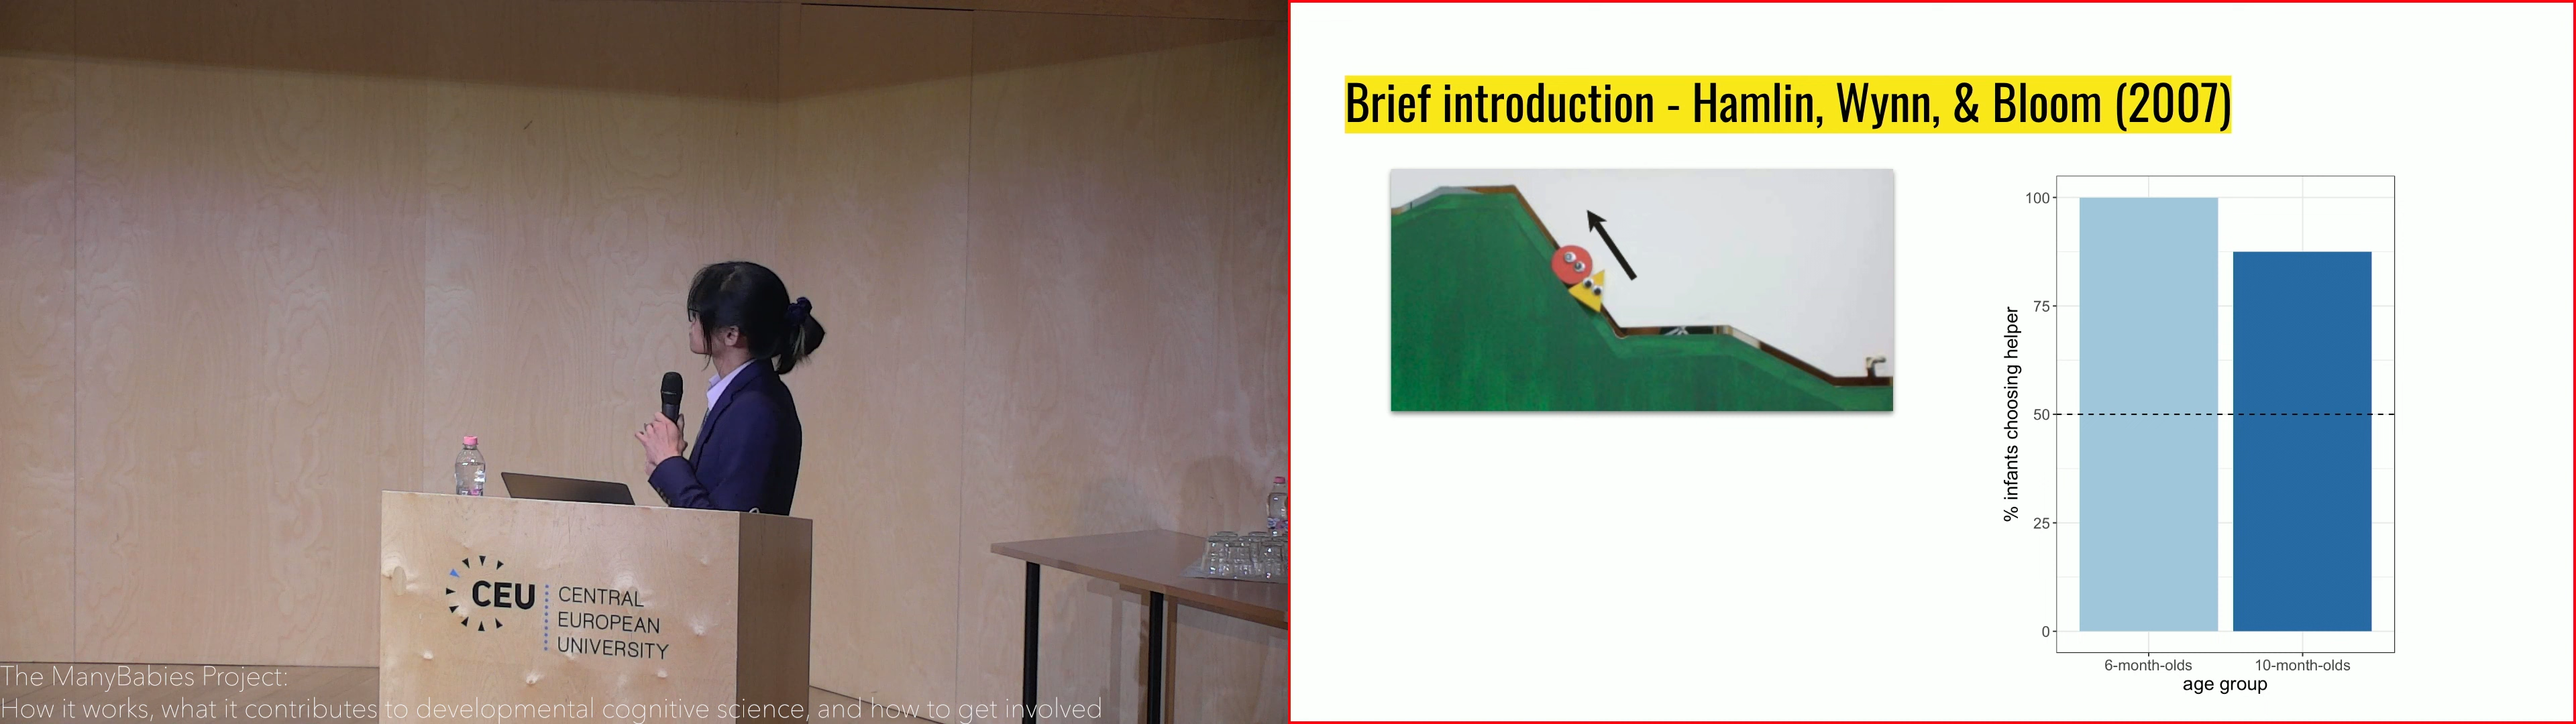 CEU
CENTRAL
EUROPEAN
UNIVERSITY
The ManyBabies Project:
How it works, what it contributes to developmental cognitive science, and how to get involved
Brief introduction - Hamlin, Wynn, & Bloom (2007)
% infants choosing helper
100
75
50
25
0
6-month-olds
10-month-olds
age group